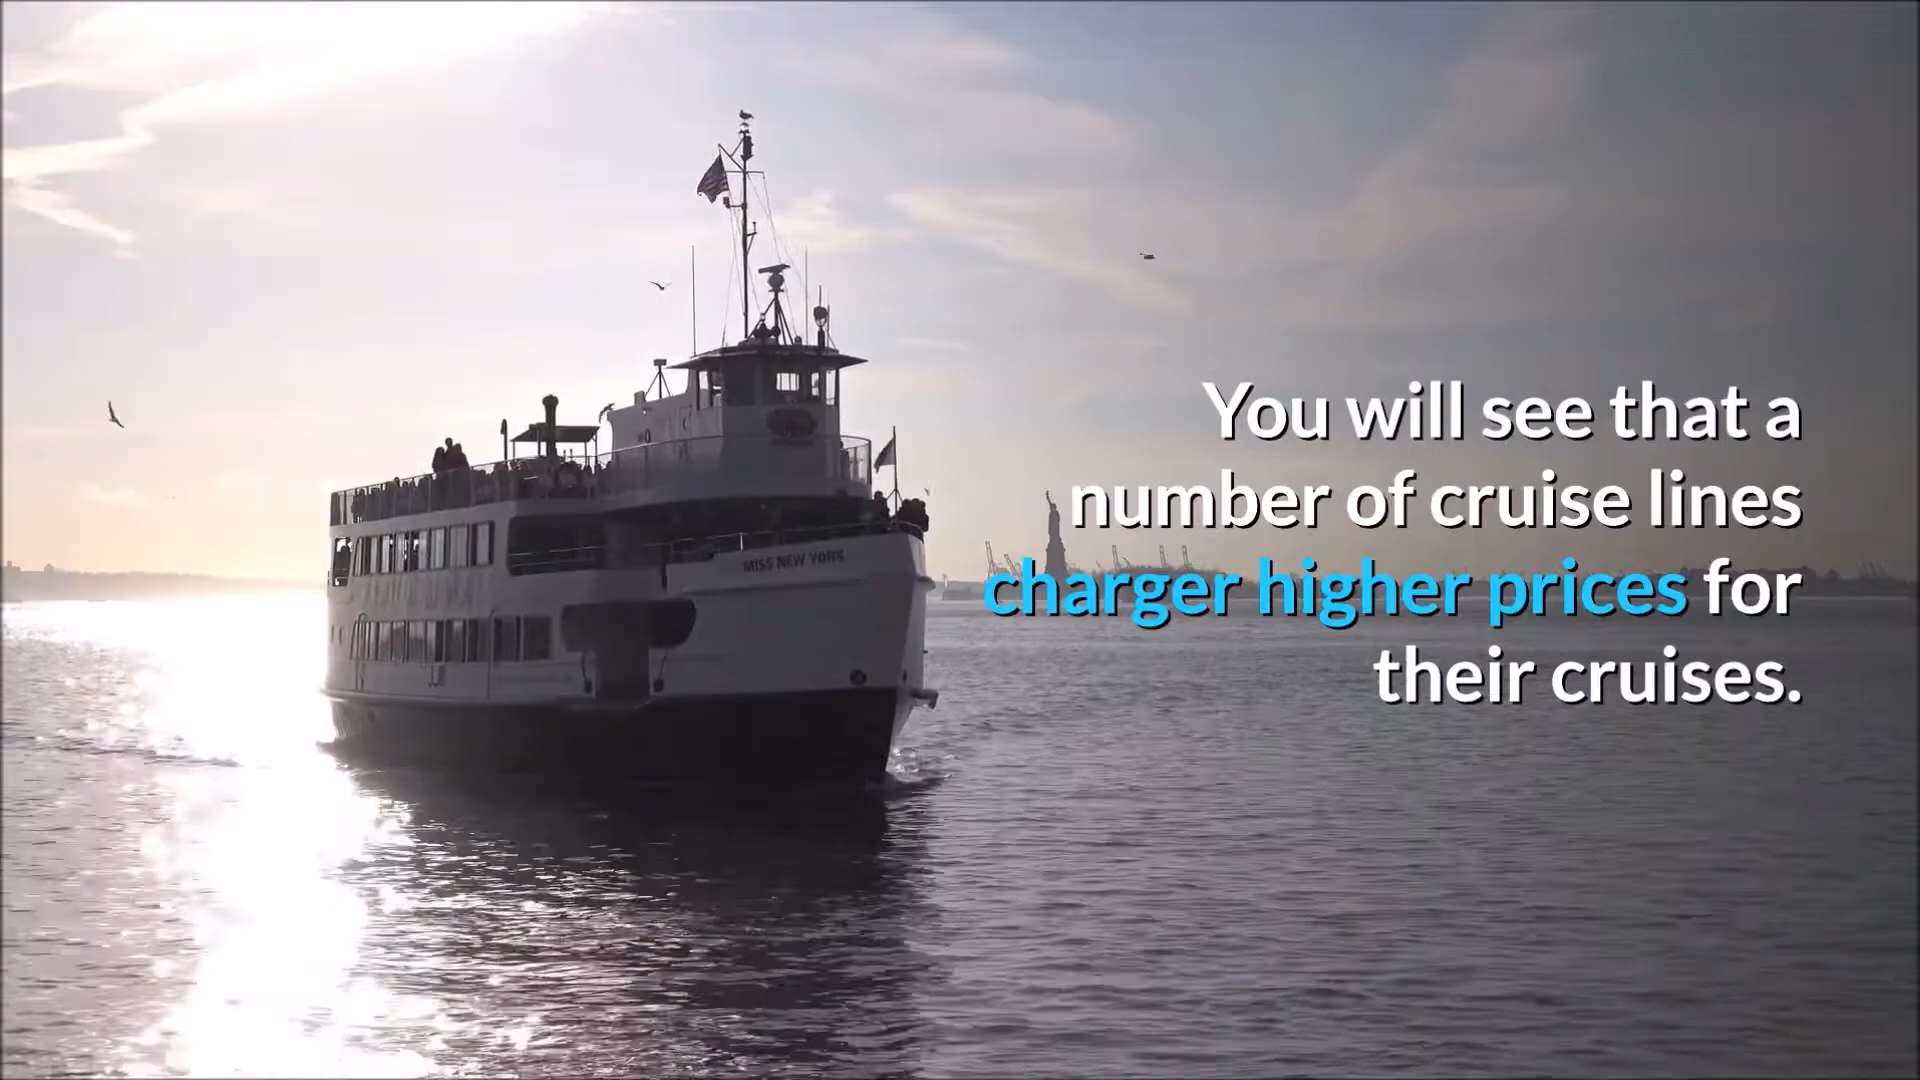 MISS NEW YORK
You will see that a
number of cruise lines
charger higher prices for
their cruises.